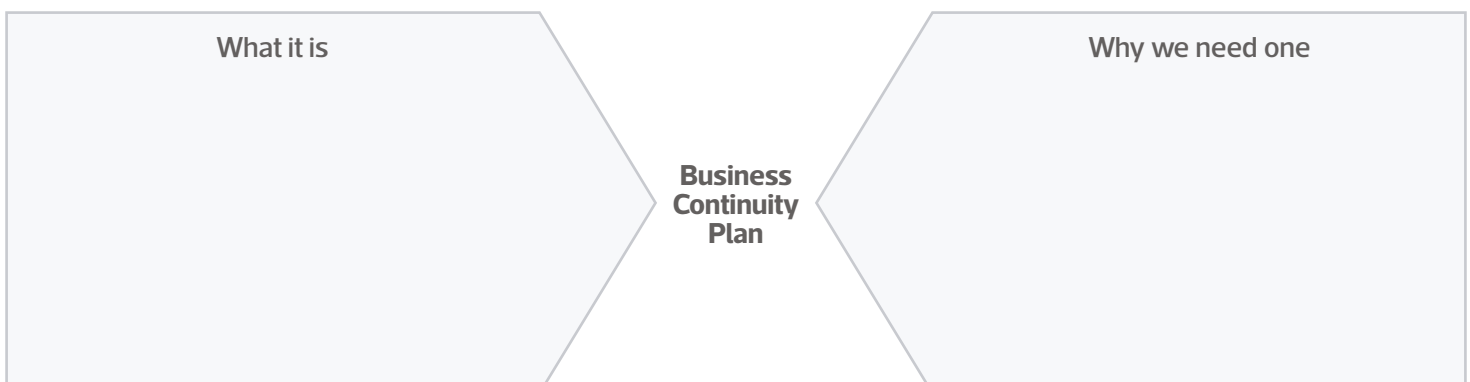 What it is
Why we need one
Business
Continuity
Plan